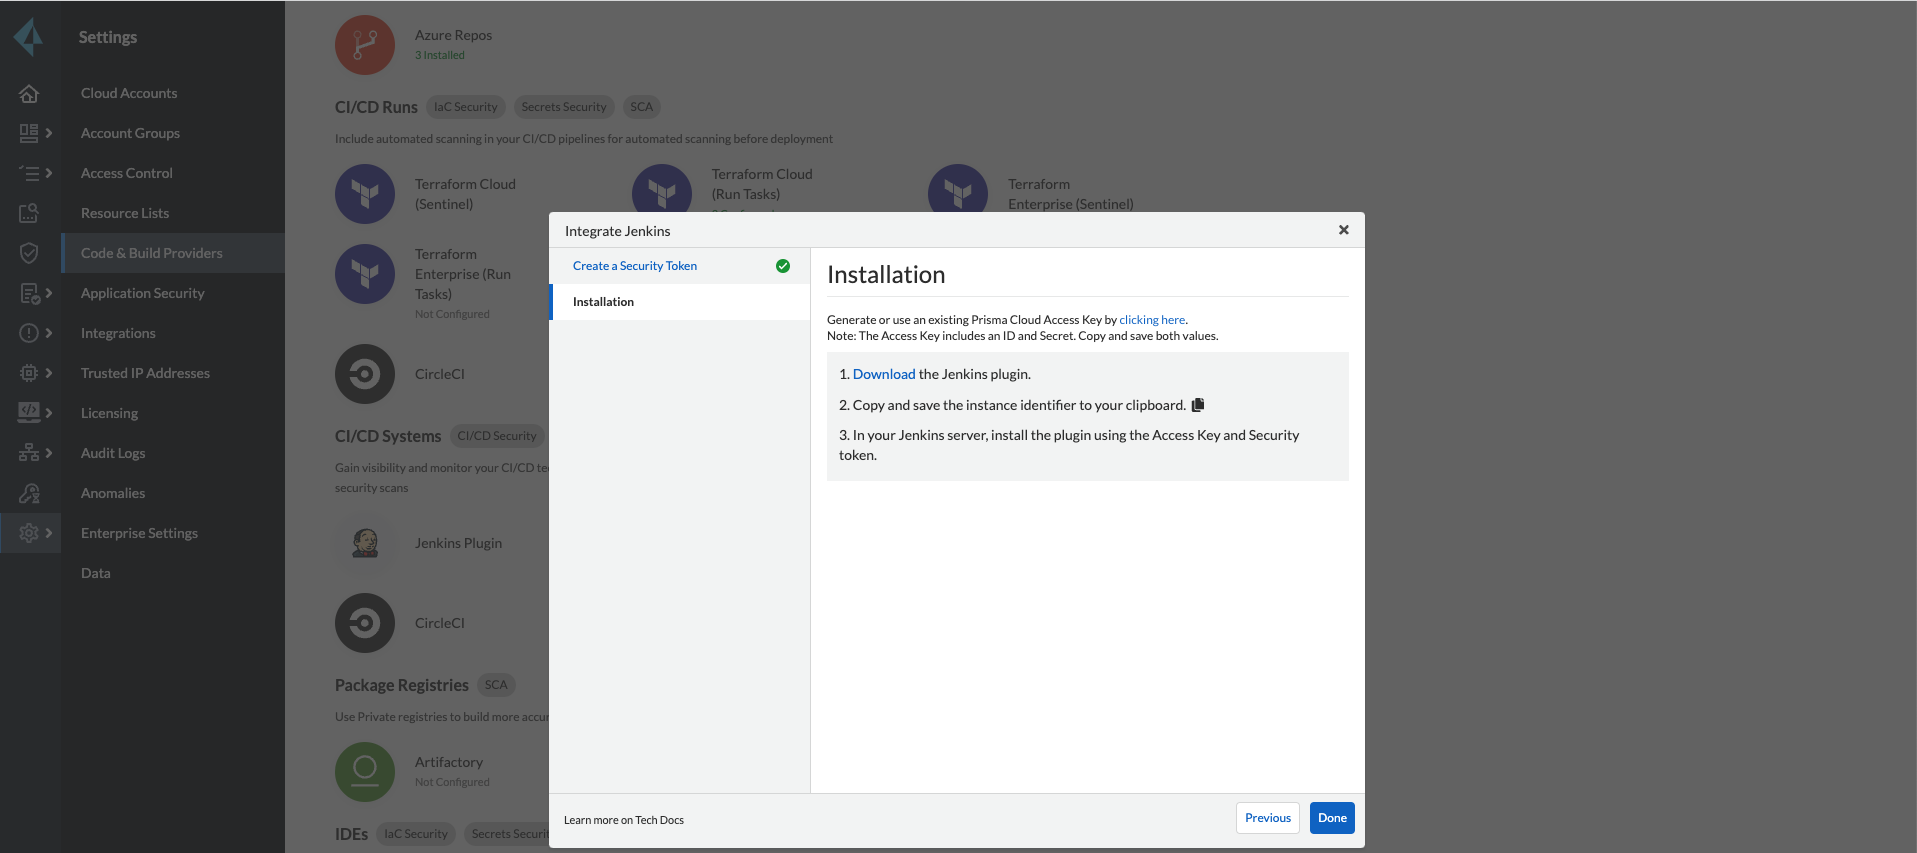 Settings
Cloud Accounts
Account Groups
Access Control
Resource Lists
Code & Build Providers
Application Security
Integrations
Trusted IP Addresses
Licensing
Audit Logs
Anomalies
Enterprise Settings
Data
Azure Repos
3 Installed
CI/CD Runs IaC Security Secrets Security SCA
Include automated scanning in your CI/CD pipelines for automated scanning before deployment
Terraform Cloud
(Sentinel)
Terraform Cloud
(Run Tasks)
Terraform
Enterprise (Sentinel)
Terraform
Enterprise (Run
Tasks)
Not Configured
CircleCI
CI/CD Systems CI/CD Security
Gain visibility and monitor your CI/CD
security scans
Jenkins Plugin
CircleCI
Package Registries SCA
Use Private registries to build more
Artifactory
Not Configured
IDEs IaC Security Secrets
Integrate Jenkins
Create a Security Token
Installation
Installation
Generate or use an existing Prisma Cloud Access Key by clicking here.
Note: The Access Key includes an ID and Secret. Copy and save both values.
1. Download the Jenkins plugin.
2. Copy and save the instance identifier to your clipboard.
3. In your Jenkins server, install the plugin using the Access Key and Security
token.
Learn more on Tech Docs
Previous
Done